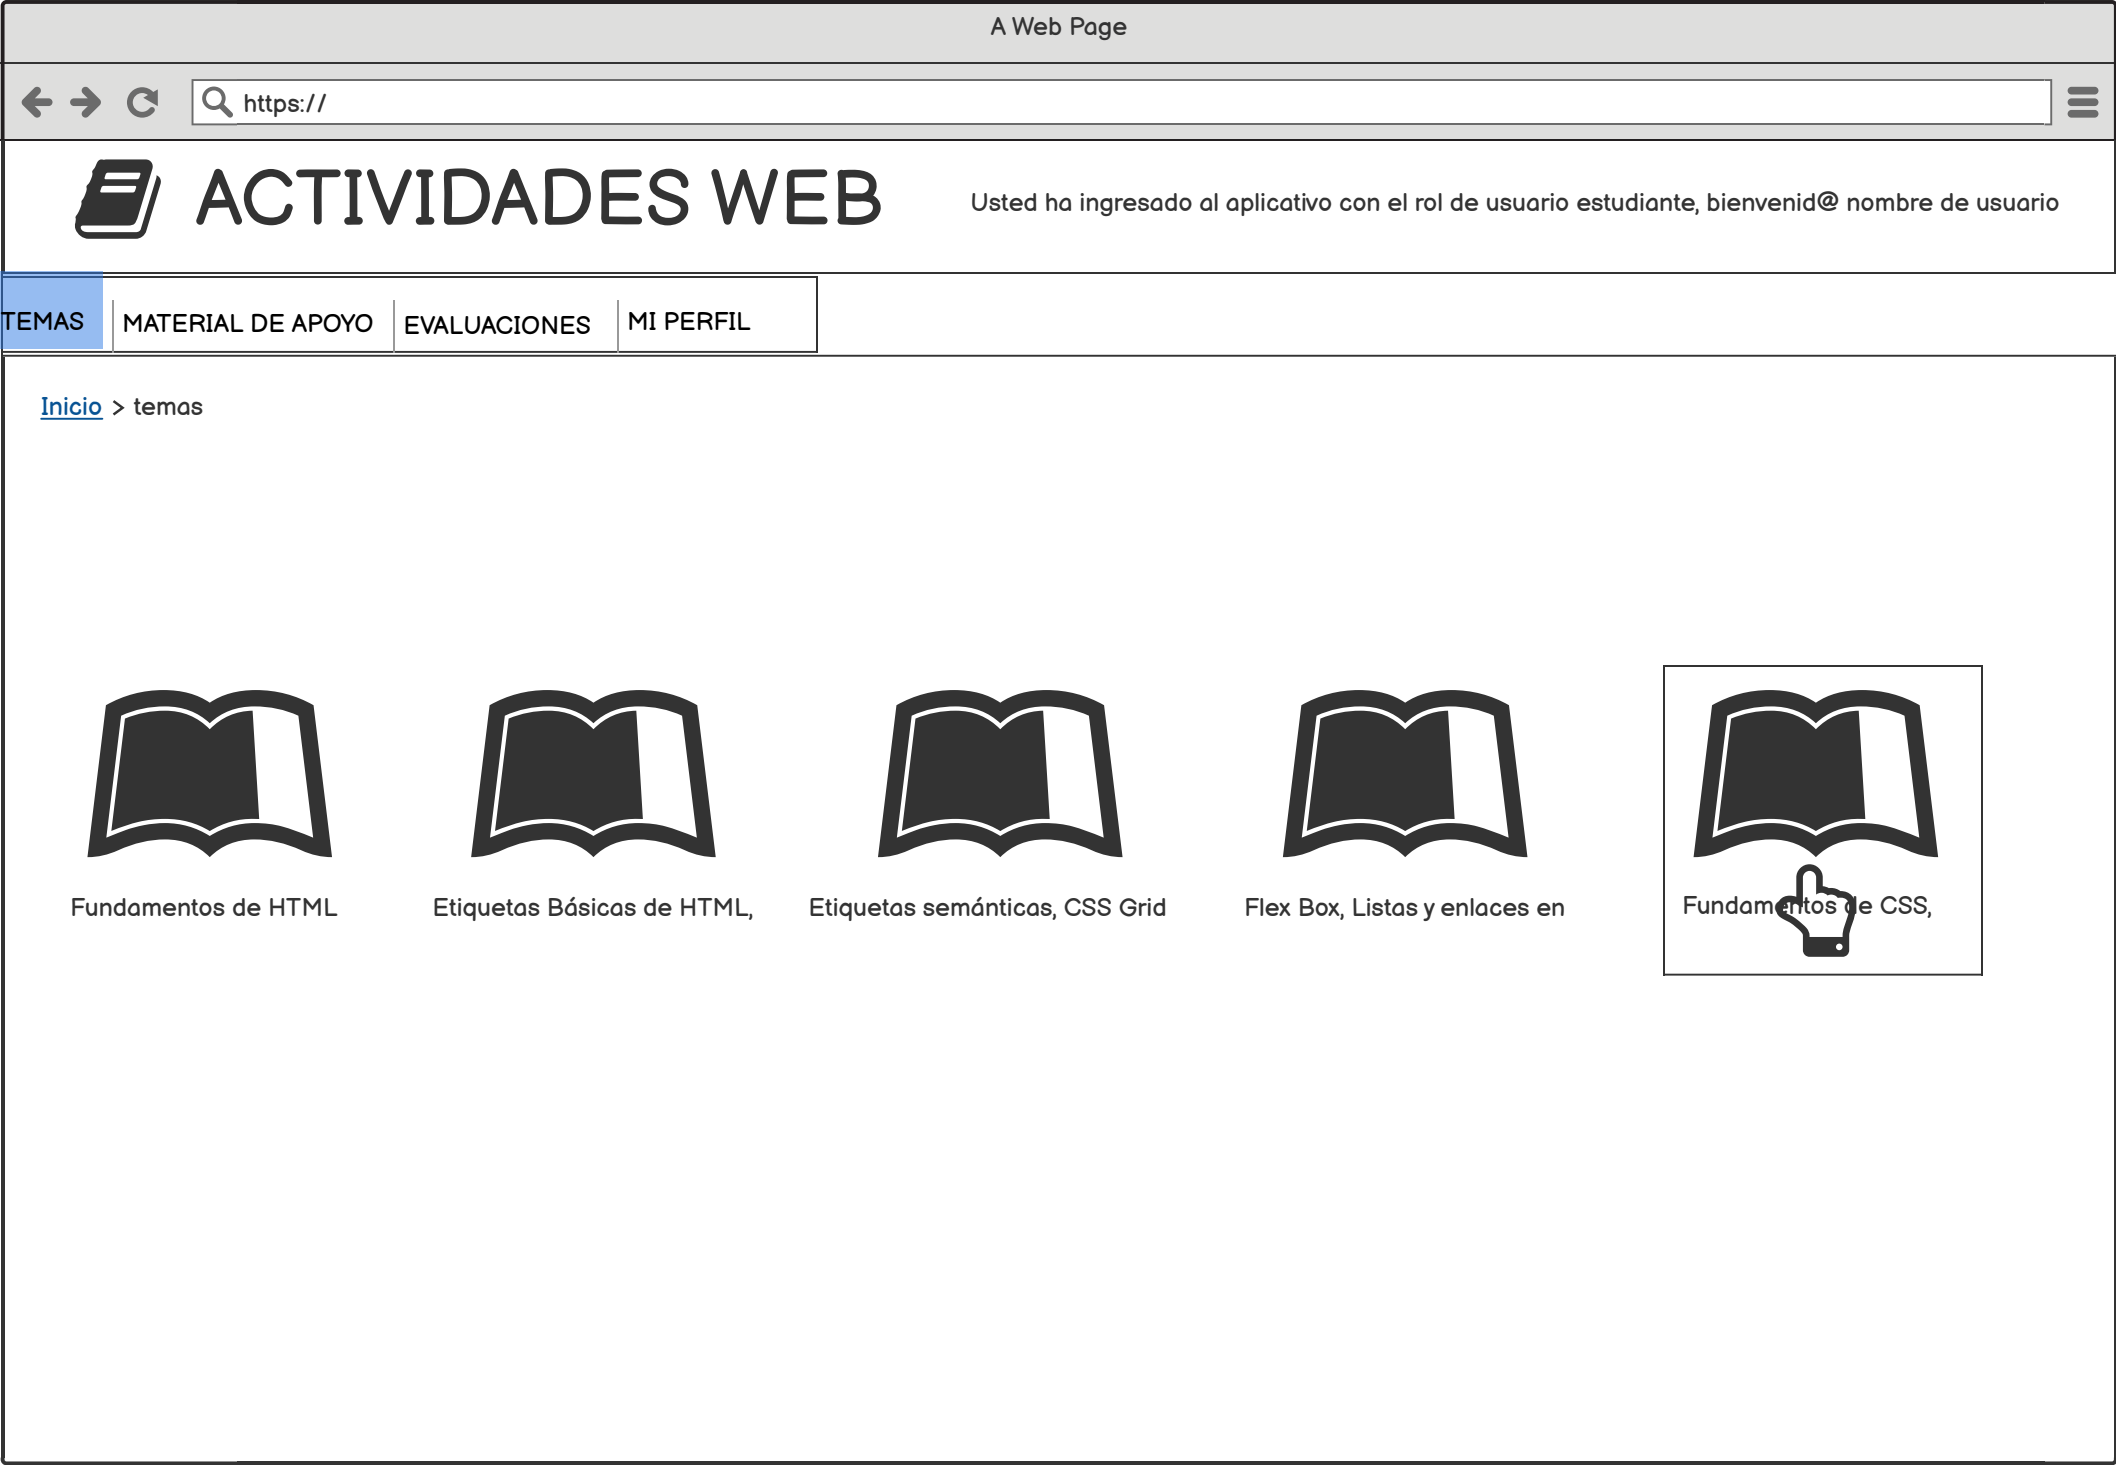 A Web Page
https://
ACTIVIDADES WEB
Usted ha ingresado al aplicativo con el rol de usuario estudiante, bienvenid@ nombre de usuario
TEMAS
MATERIAL DE APOYO
EVALUACIONES
MI PERFIL
Inicio > temas
Fundamentos de HTML
Etiquetas Básicas de HTML,
Etiquetas semánticas, CSS Grid
Flex Box, Listas y enlaces en
Fundamentos de CSS,